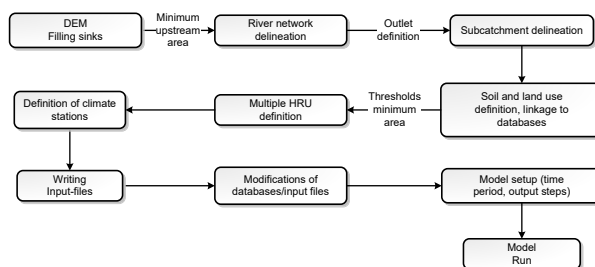 DEM
Filling sinks
Minimum
upstream
area
River network
delineation
Outlet
definition
Subcatchment delineation
Soil and land use
definition, linkage to
databases
Thresholds
minimum
area
Multiple HRU
definition
Definition of climate
stations
Writing
Input-files
Modifications of
databases/input files
Model setup (time
period, output steps)
Model
Run